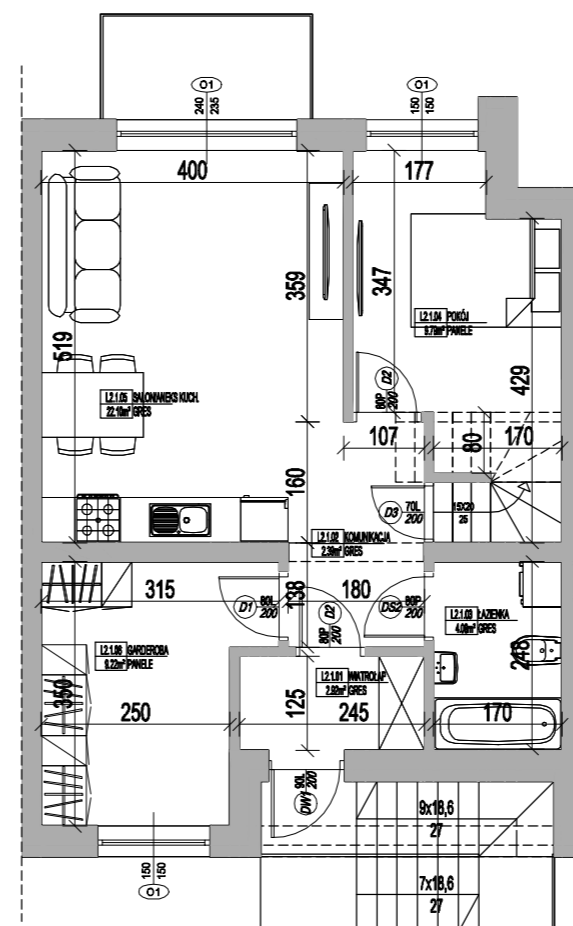 O1
240
235
O1
150
150
400
177
359
347
519
L2.1.04 POKÓJ
9.79m² PANELE
429
L2.1.05 SALON/ANEKS KUCH.
22.10m² GRES
D2
80P
200
107
80
170
160
D3
70L
200
15X20
25
L2.1.02 KOMUNIKACJA
2.39m² GRES
315
138
180
D1
80L
200
D2
80P
200
DS2
80P
200
L2.1.03 ŁAZIENKA
4.08m² GRES
248
L2.1.06 GARDEROBA
9.22m² PANELE
350
L2.1.01 WIATROŁAP
2.92m² GRES
250
125
245
170
DW1
90L
200
9x18,6
27
7x18,6
27
150
150
O1